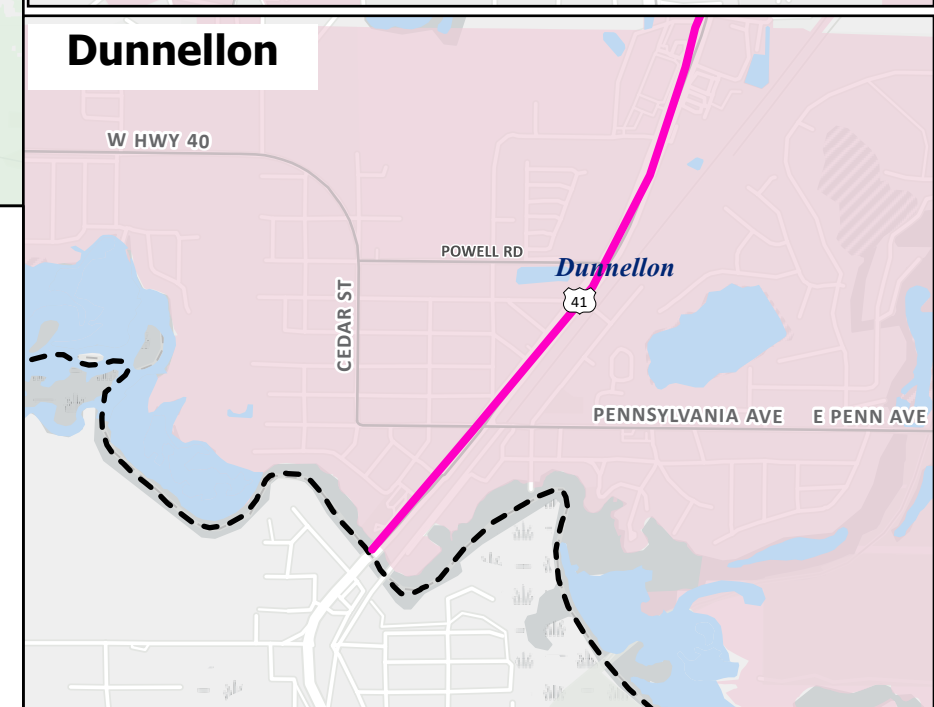 Dunnellon
W HWY 40
POWELL RD
Dunnellon
41
CEDAR ST
PENNSYLVANIA AVE
E PENN AVE